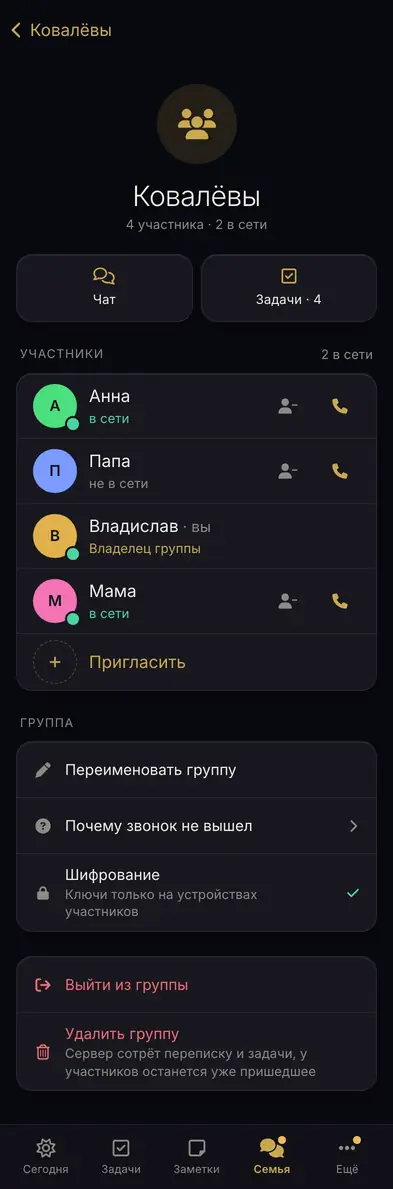 Ковалёвы
Ковалёвы
4 участника · 2 в сети
Чат
Задачи · 4
УЧАСТНИКИ
2 в сети
А
Анна
в сети
П
Папа
не в сети
В
Владислав · вы
Владелец группы
М
Мама
в сети
+
Пригласить
ГРУППА
Переименовать группу
?
Почему звонок не вышел
Шифрование
Ключи только на устройствах
участников
Выйти из группы
Удалить группу
Сервер сотрёт переписку и задачи, у
участников останется уже пришедшее
Сегодня
Задачи
Заметки
Семья
Ещё